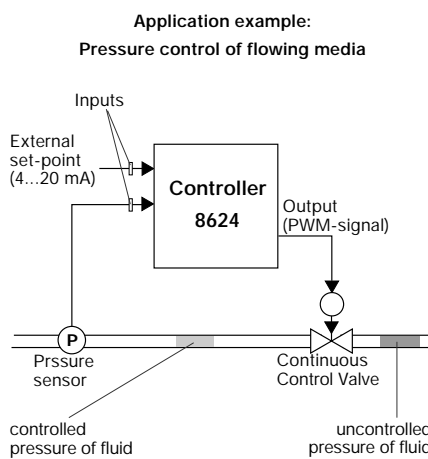 Application example:
Pressure control of flowing media
Inputs
External
set-point
(4...20 mA)
Controller
8624
Output
(PWM-signal)
P
Prssure
sensor
Continuous
Control Valve
controlled
pressure of fluid
uncontrolled
pressure of fluid